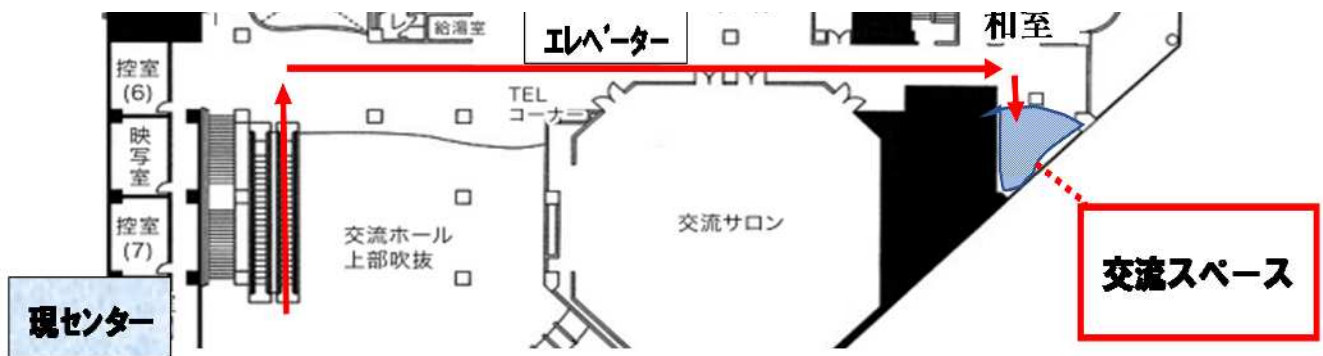 給湯室
エレベーター
和室
控室
(6)
TEL
コーナー
映
写
室
控室
(7)
交流ホール
上部吹抜
交流サロン
交流スペース
現センター